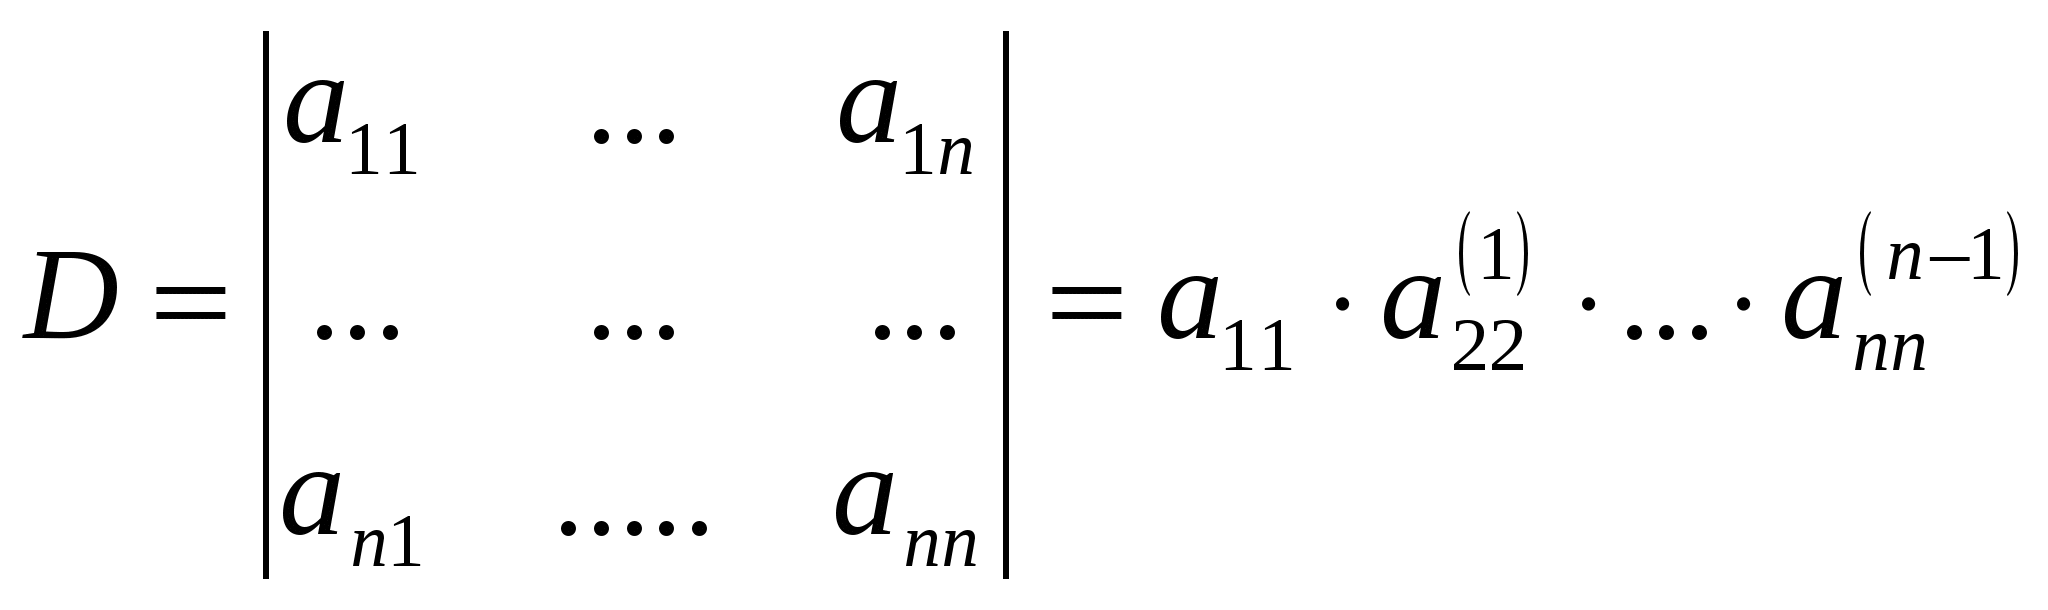 a₁₁ ... a₁ₙ
D = | ... ... ... | = a₁₁ · a₂₂⁽¹⁾ · ... · aₙₙ⁽ⁿ⁻¹⁾
aₙ₁ ..... aₙₙ